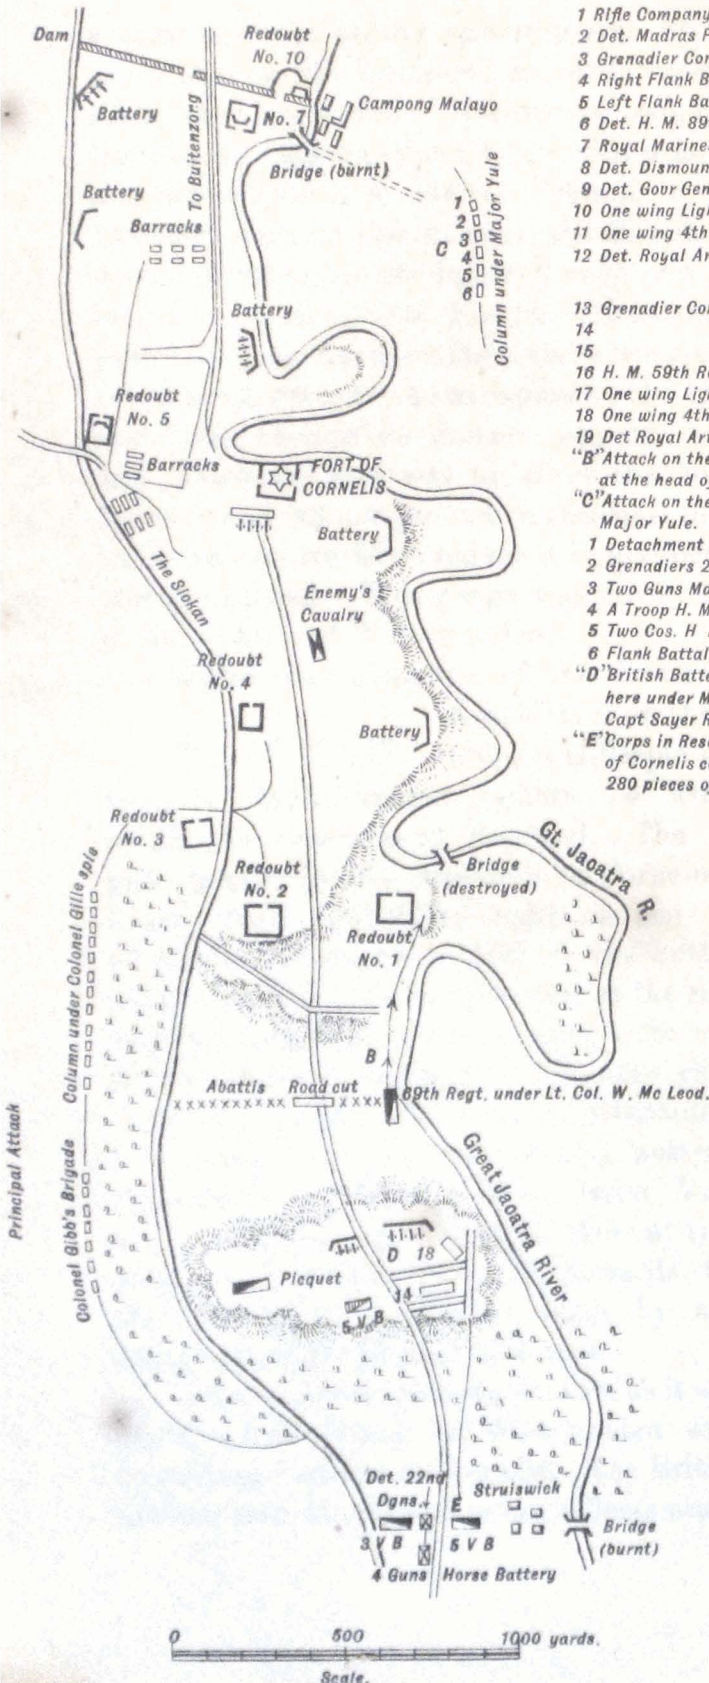 Dam
Redoubt
No. 10
Battery
No. 7
Campong Malayo
To Buitenzorg
Bridge (burnt)
Battery
Barracks
1
2
3
C 4
5
6
Column under Major Yule
Battery
Redoubt
No. 5
Barracks
FORT OF
CORNELIS
Battery
The Slokan
Enemy's
Cavalry
Redoubt
No. 4
Battery
Redoubt
No. 3
Redoubt
No. 2
Bridge
(destroyed)
Gt. Jacatra R.
Redoubt
No. 1
Column under Colonel Gillespie
B
Abattis
Road cut
69th Regt. under Lt. Col. W. Mc Leod.
Principal Attack
Colonel Gibb's Brigade
Great Jacatra River
D 18
Picquet
14
5 V B
Det. 22nd
Dgns.
E
Struiswick
3 V B
5 V B
Bridge
(burnt)
4 Guns
Horse Battery
0 500 1000 yards.
Scale.
1 Rifle Company
2 Det. Madras P
3 Grenadier Con
4 Right Flank B
5 Left Flank Ba
6 Det. H. M. 89
7 Royal Marine
8 Det. Dismoun
9 Det. Gour Gen
10 One wing Ligh
11 One wing 4th
12 Det. Royal Ar
13 Grenadier Co
14
15
16 H. M. 59th R
17 One wing Lig
18 One wing 4th
19 Det Royal Art
"B" Attack on the
at the head of
"C" Attack on the
Major Yule.
1 Detachment
2 Grenadiers 2
3 Two Guns Ma
4 A Troop H. M
5 Two Cos. H
6 Flank Battal
"D" British Batte
here under M
Capt Sayer R
"E" Corps in Rese
of Cornelis c
280 pieces o